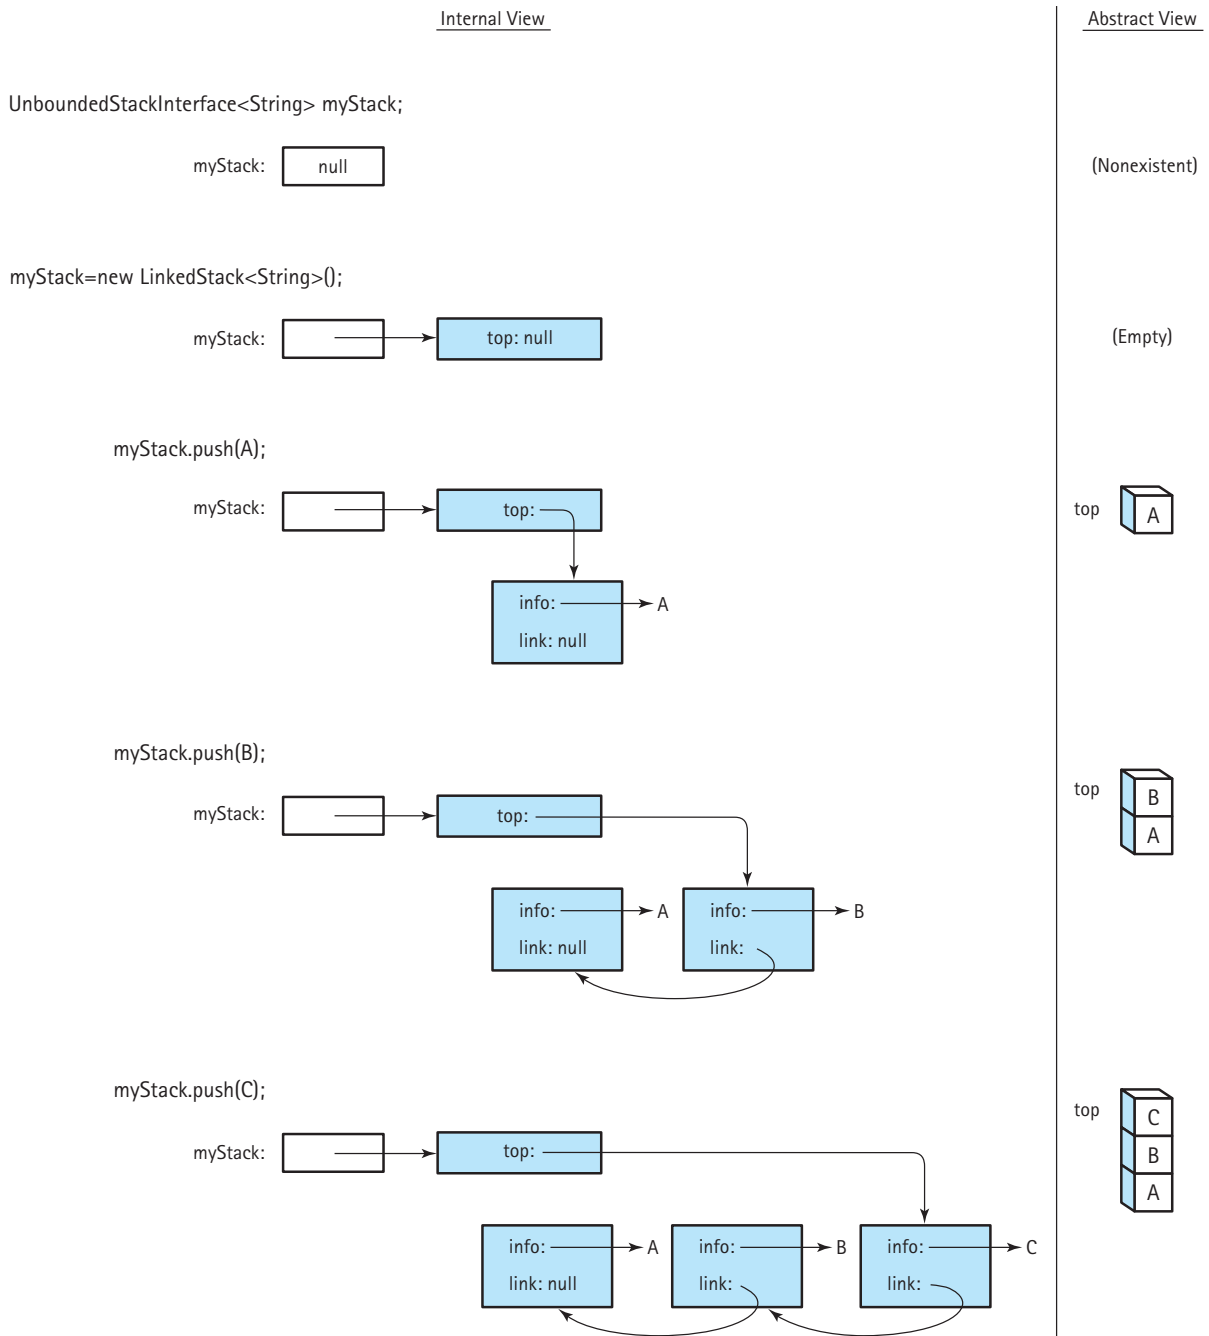 Internal View
Abstract View
UnboundedStackInterface<String> myStack;
myStack: null
(Nonexistent)
myStack=new LinkedStack<String>();
myStack: top: null
(Empty)
myStack.push(A);
myStack: top:
top A
info: A
link: null
myStack.push(B);
myStack: top:
top B
A
info: A info: B
link: null link:
myStack.push(C);
myStack: top:
top C
B
A
info: A info: B info: C
link: null link: link: